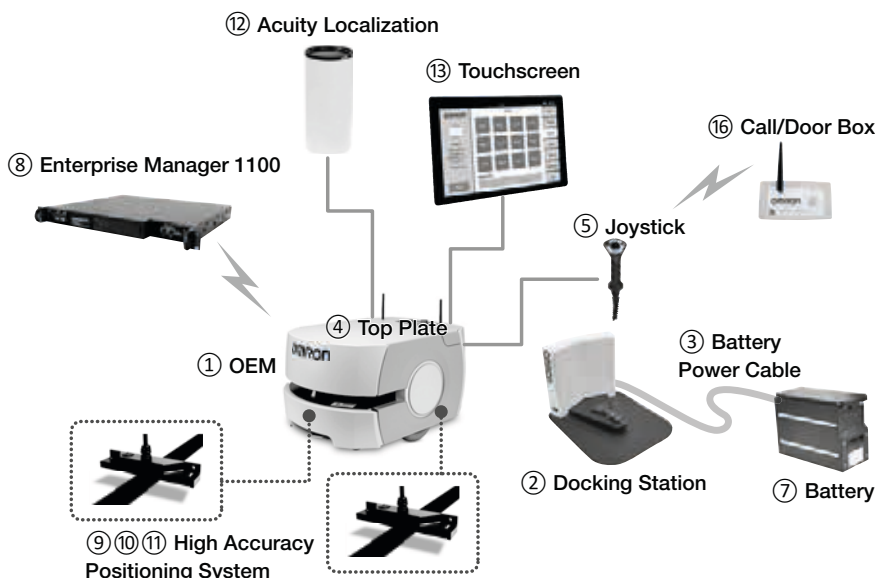 ⑫ Acuity Localization
⑬ Touchscreen
⑯ Call/Door Box
⑧ Enterprise Manager 1100
⑤ Joystick
OMRON
④ Top Plate
OMRON
① OEM
③ Battery
Power Cable
② Docking Station
⑦ Battery
⑨⑩⑪ High Accuracy
Positioning System